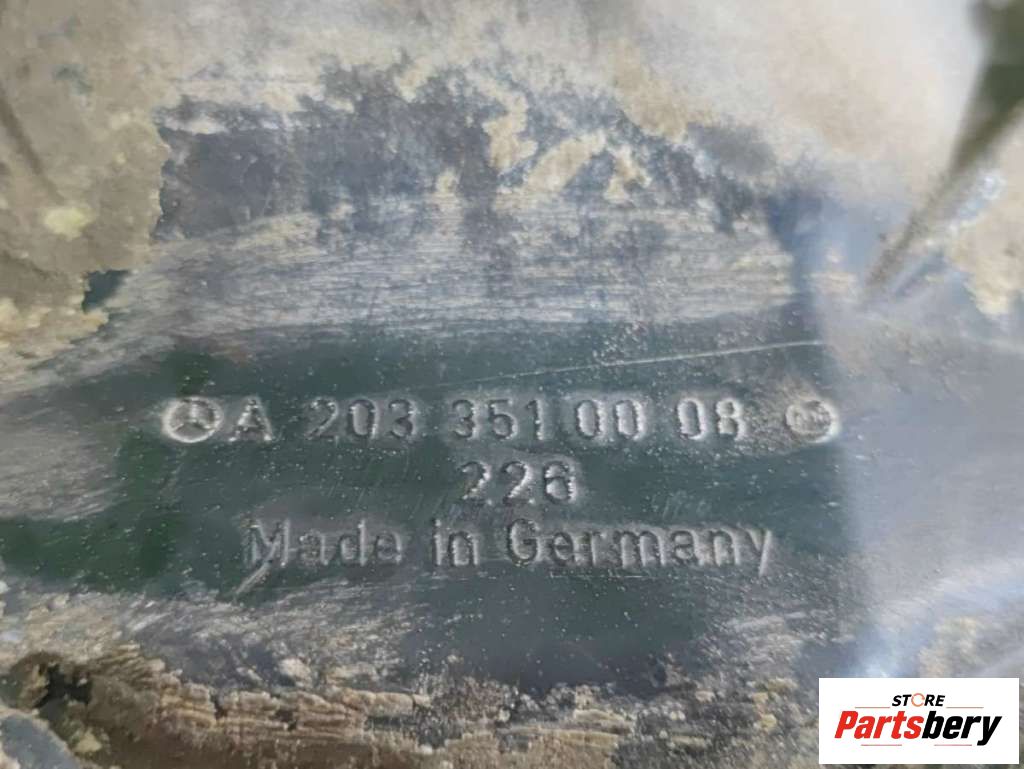 A 203 351 00 08
226
Made in Germany
STORE
Partsbery